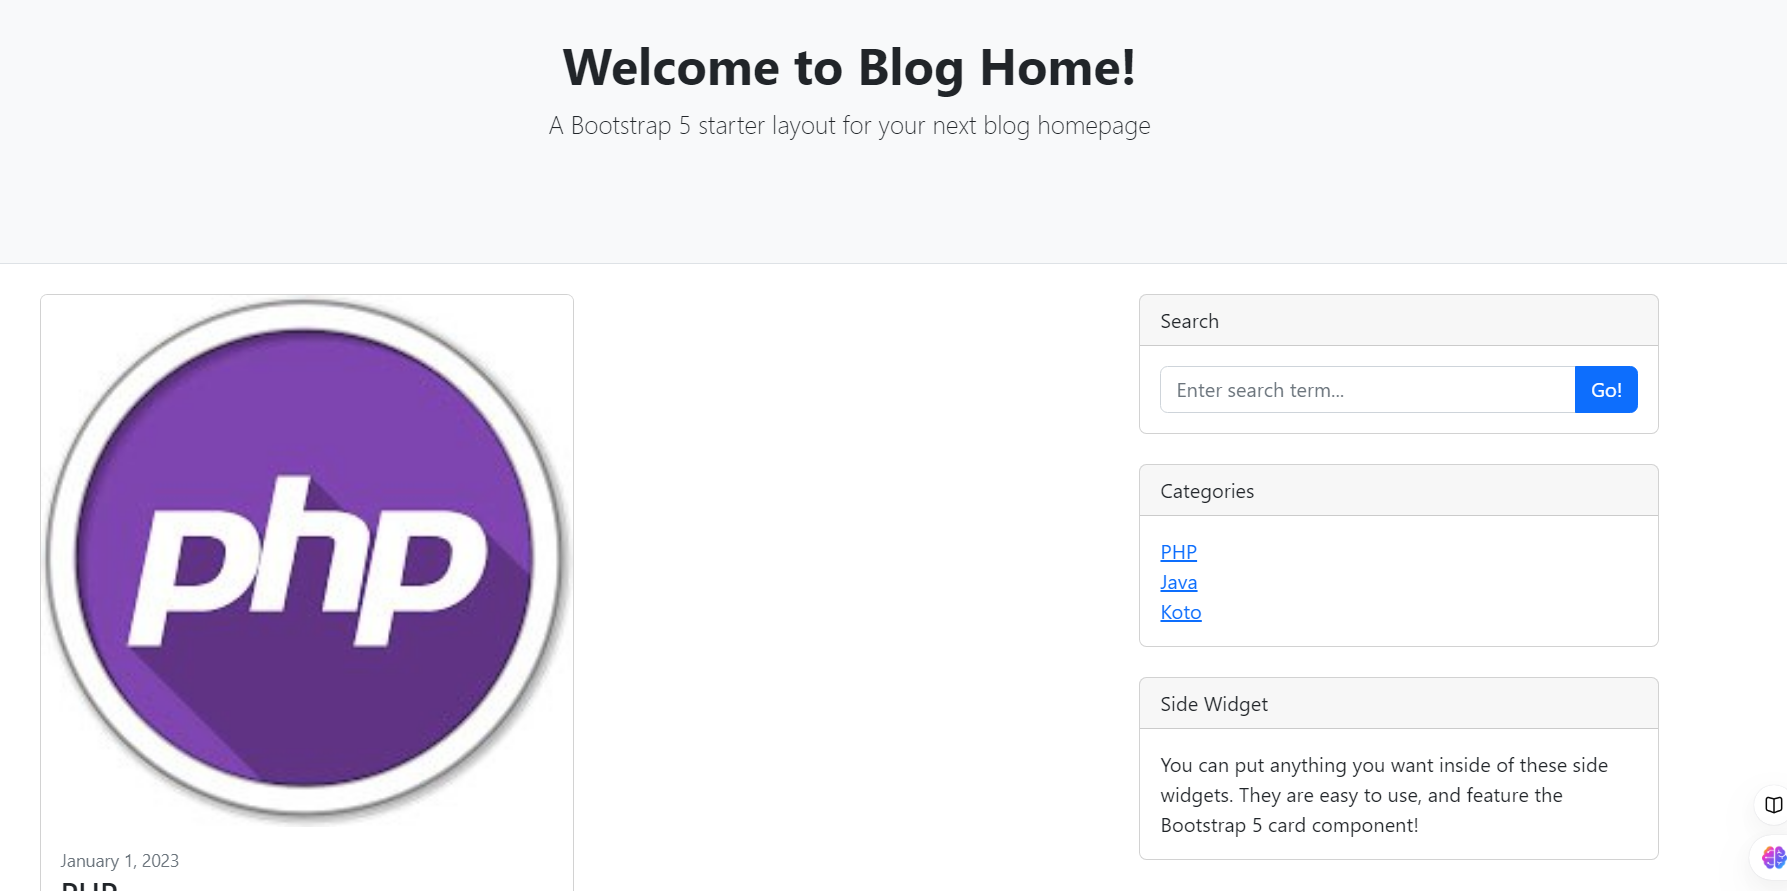 Welcome to Blog Home!
A Bootstrap 5 starter layout for your next blog homepage
php
January 1, 2023
PHP
Search
Enter search term...
Go!
Categories
PHP
Java
Koto
Side Widget
You can put anything you want inside of these side
widgets. They are easy to use, and feature the
Bootstrap 5 card component!